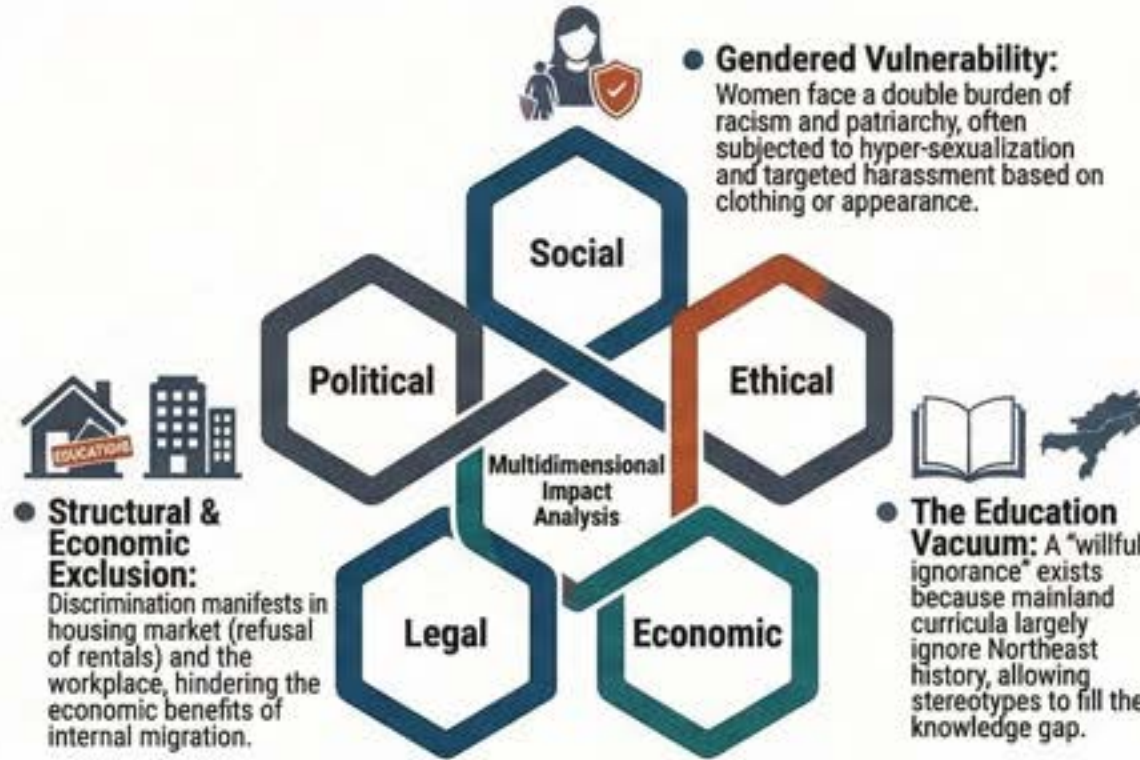 Gendered Vulnerability:
Women face a double burden of
racism and patriarchy, often
subjected to hyper-sexualization
and targeted harassment based on
clothing or appearance.
Social
Political
Ethical
Multidimensional
Impact
Analysis
Legal
Economic
EDUCATIONS
Structural &
Economic
Exclusion:
Discrimination manifests in
housing market (refusal
of rentals) and the
workplace, hindering the
economic benefits of
internal migration.
The Education
Vacuum: A "willful
ignorance" exists
because mainland
curricula largely
ignore Northeast
history, allowing
stereotypes to fill the
knowledge gap.